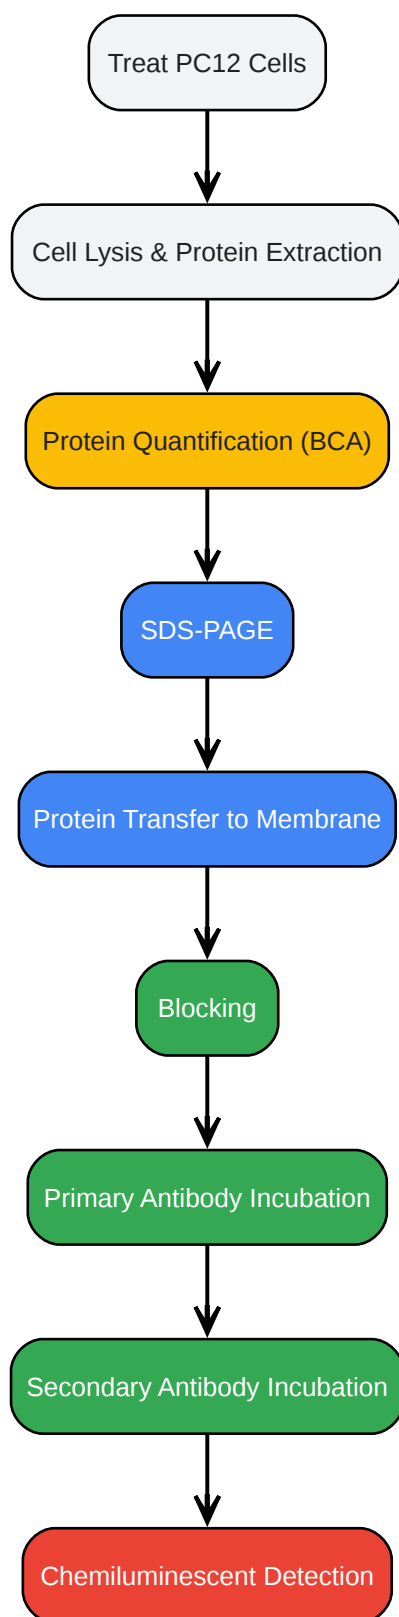 Treat PC12 Cells
Cell Lysis & Protein Extraction
Protein Quantification (BCA)
SDS-PAGE
Protein Transfer to Membrane
Blocking
Primary Antibody Incubation
Secondary Antibody Incubation
Chemiluminescent Detection